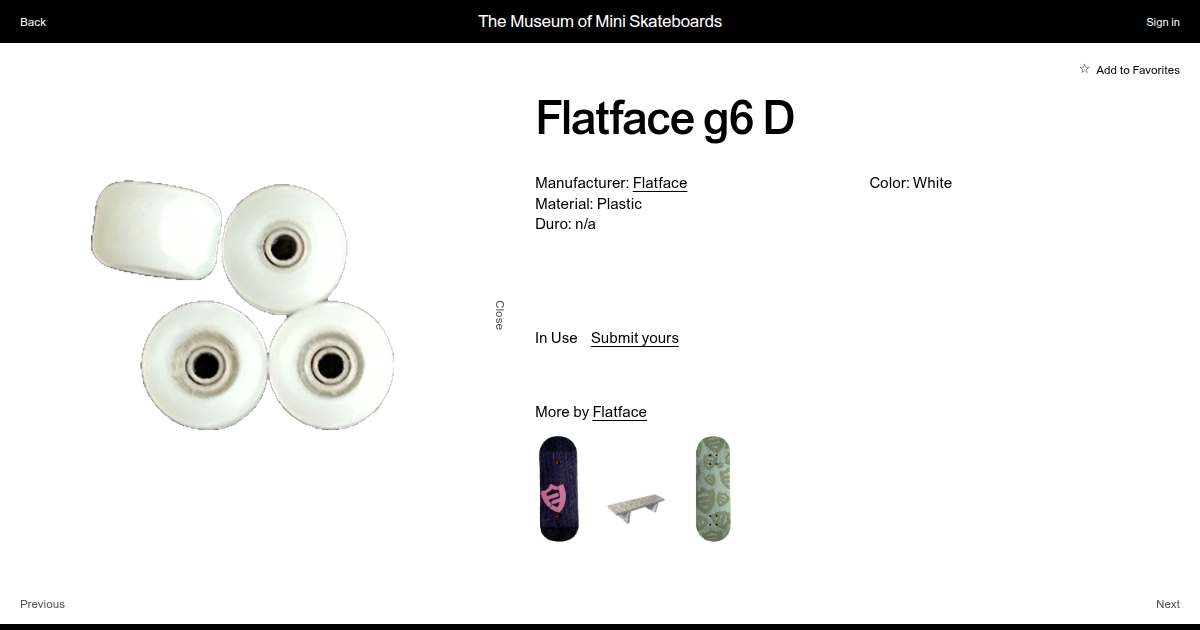 Back
The Museum of Mini Skateboards
Sign in
☆ Add to Favorites
Flatface g6 D
Manufacturer: Flatface
Material: Plastic
Duro: n/a
Color: White
Close
In Use
Submit yours
More by Flatface
Previous
Next